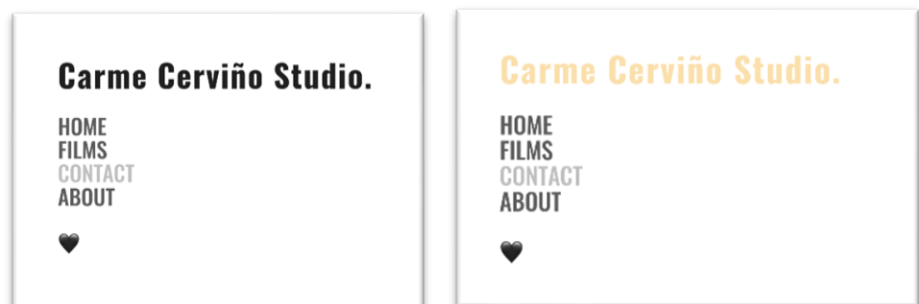 Carme Cerviño Studio.
HOME
FILMS
CONTACT
ABOUT
Carme Cerviño Studio.
HOME
FILMS
CONTACT
ABOUT